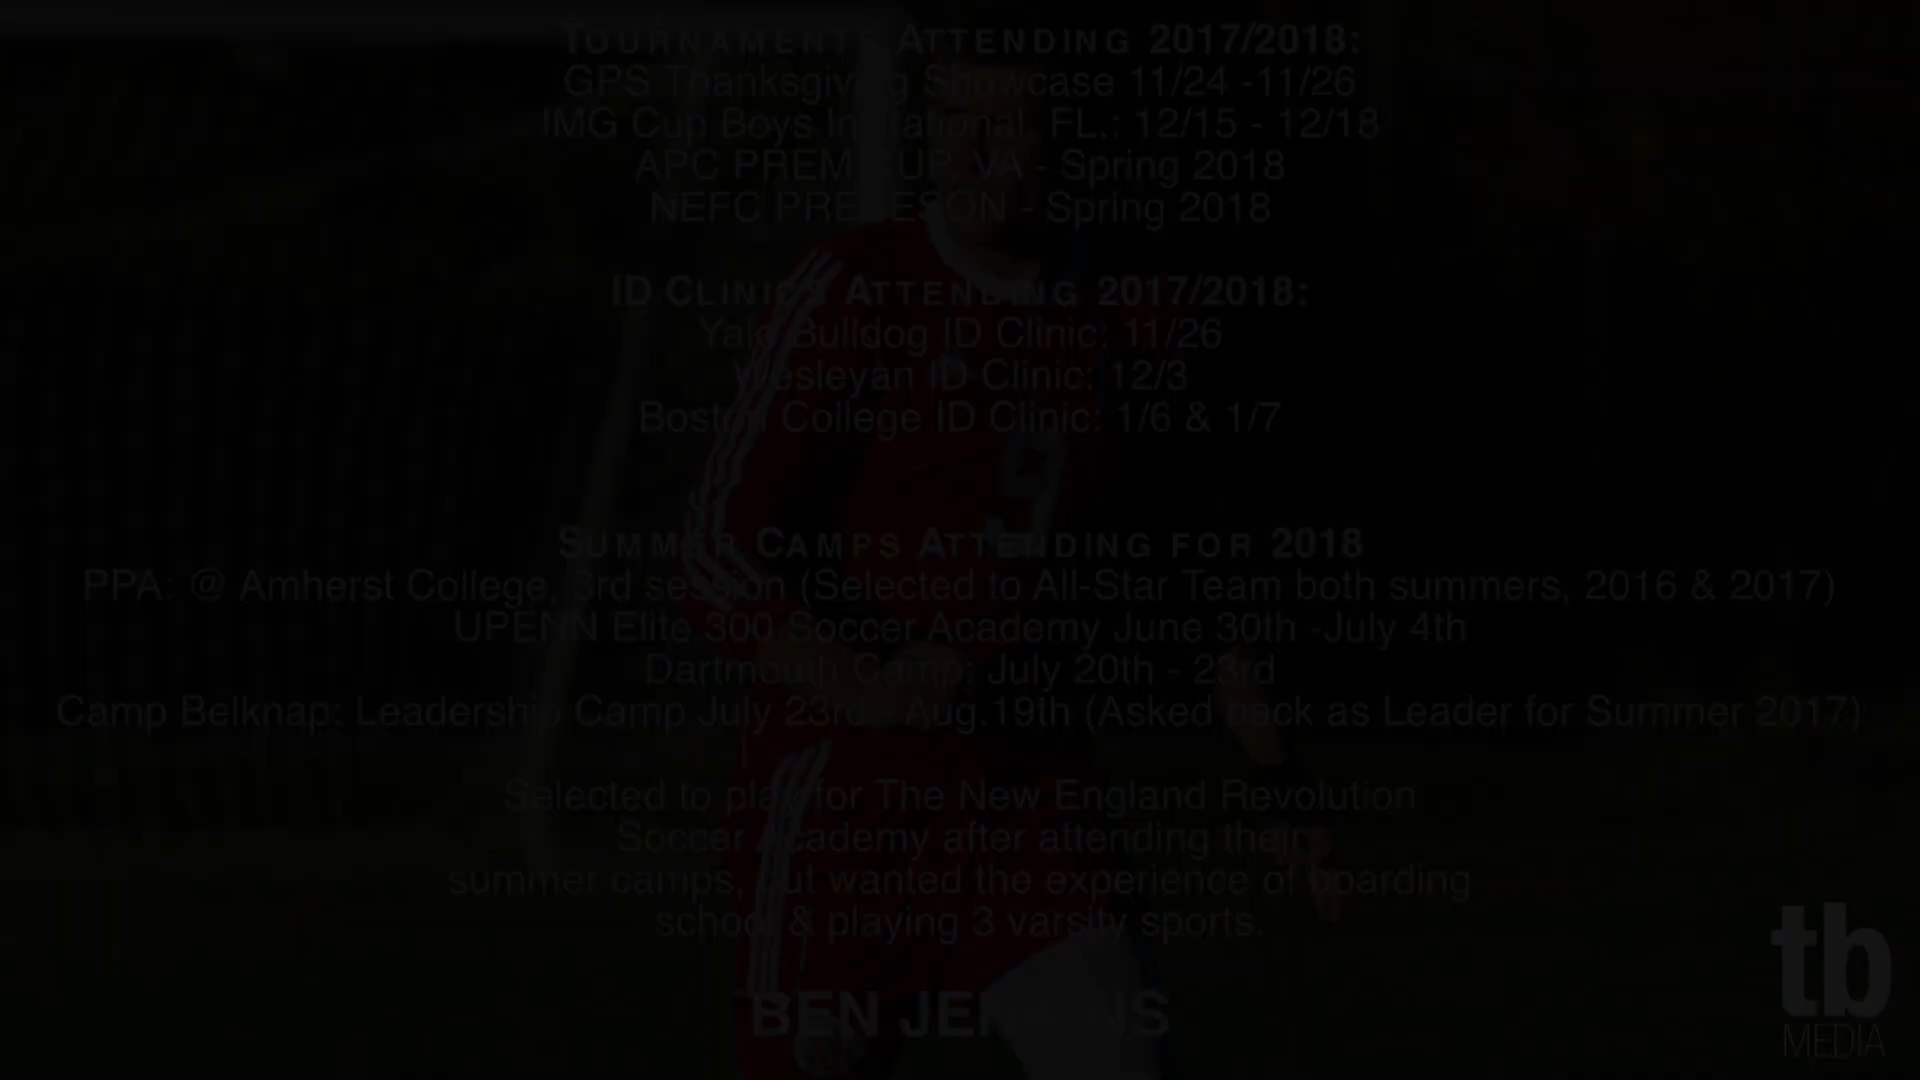 TOURNAMENTS ATTENDING 2017/2018:
GPS Thanksgiving Showcase 11/24 -11/26
IMG Cup Boys Invitational, FL.: 12/15 - 12/18
APC PREM CUP, VA - Spring 2018
NEFC PRESESON - Spring 2018
ID CLINICS ATTENDING 2017/2018:
Yale Bulldog ID Clinic: 11/26
Wesleyan ID Clinic: 12/3
Boston College ID Clinic: 1/6 & 1/7
SUMMER CAMPS ATTENDING FOR 2018
PPA: @ Amherst College, 3rd session (Selected to All-Star Team both summers, 2016 & 2017)
UPENN Elite 300 Soccer Academy June 30th -July 4th
Dartmouth Camp: July 20th - 23rd
Camp Belknap: Leadership Camp July 23rd - Aug.19th (Asked back as Leader for Summer 2017)
Selected to play for The New England Revolution
Soccer Academy after attending their
summer camps, but wanted the experience of boarding
school & playing 3 varsity sports.
BEN JENKINS
tb
MEDIA